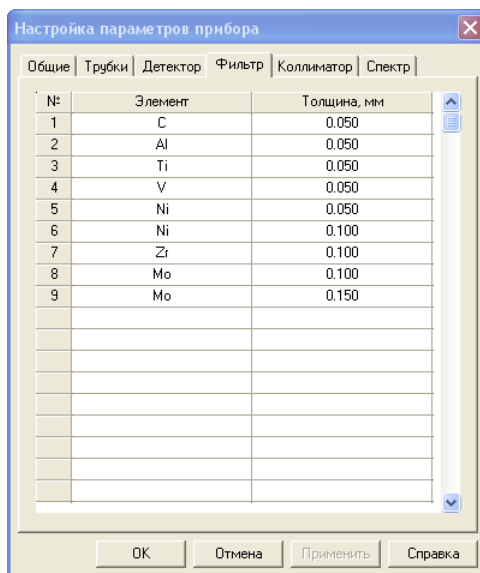 Настройка параметров прибора
Общие Трубки Детектор Фильтр Коллиматор Спектр
№ Элемент Толщина, мм
1 C 0.050
2 Al 0.050
3 Ti 0.050
4 V 0.050
5 Ni 0.050
6 Ni 0.100
7 Zr 0.100
8 Mo 0.100
9 Mo 0.150
OK Отмена Применить Справка